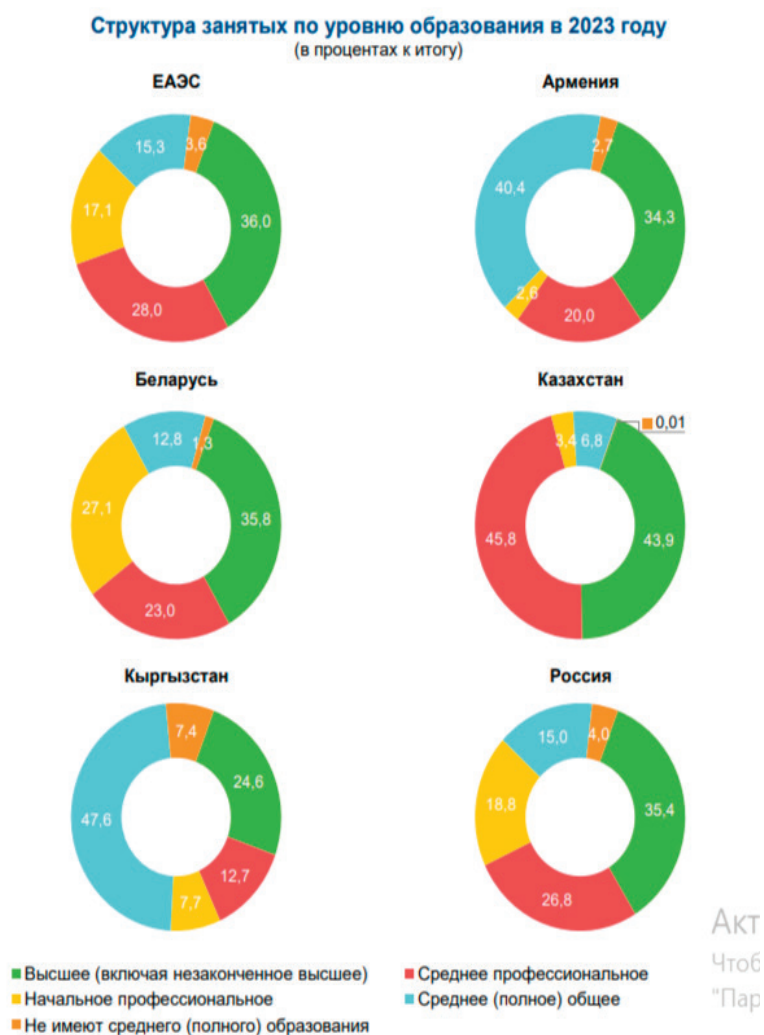 Структура занятых по уровню образования в 2023 году
(в процентах к итогу)
ЕАЭС
3,6
15,3
17,1
36,0
28,0
Армения
2,7
40,4
34,3
2,6
20,0
Беларусь
12,8
1,3
27,1
35,8
23,0
Казахстан
0,01
3,4
6,8
45,8
43,9
Кыргызстан
7,4
24,6
47,6
12,7
7,7
Россия
15,0
4,0
18,8
35,4
26,8
Высшее (включая незаконченное высшее)
Среднее профессиональное
Начальное профессиональное
Среднее (полное) общее
Не имеют среднего (полного) образования
Акт
Чтоб
"Пар